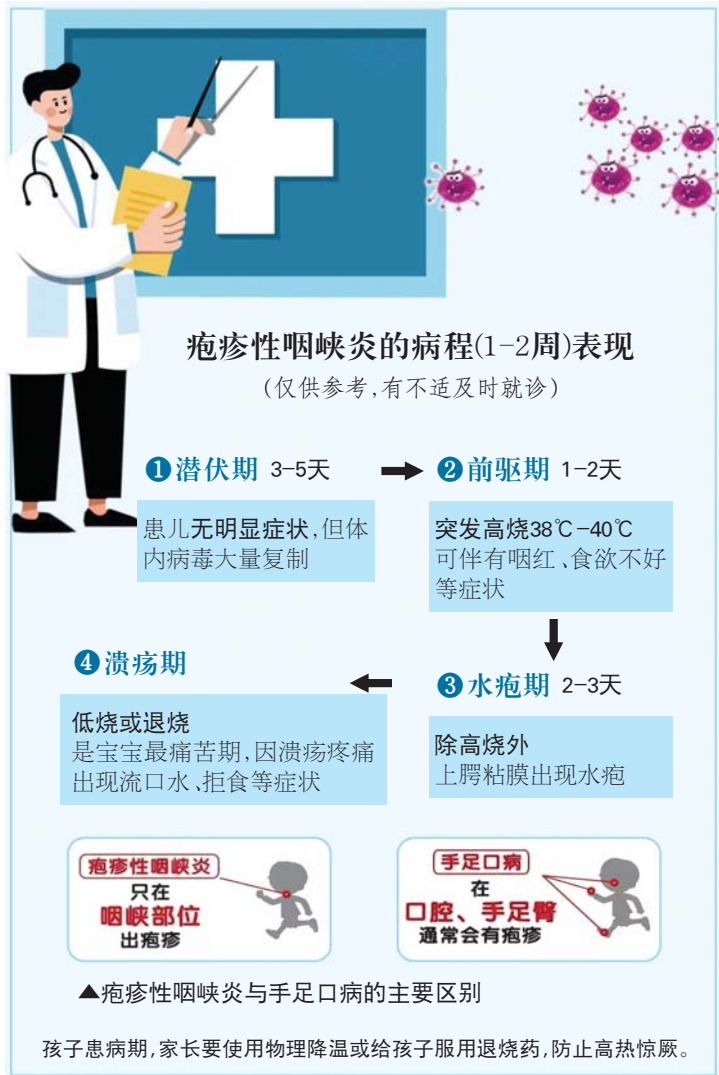 疱疹性咽峡炎的病程(1-2周)表现
(仅供参考,有不适及时就诊)
❶潜伏期 3-5天
患儿无明显症状,但体
内病毒大量复制
❷前驱期 1-2天
突发高烧38℃-40℃
可伴有咽红、食欲不好
等症状
❸水疱期 2-3天
除高烧外
上腭粘膜出现水疱
❹溃疡期
低烧或退烧
是宝宝最痛苦期,因溃疡疼痛
出现流口水、拒食等症状
疱疹性咽峡炎
只在
咽峡部位
出疱疹
手足口病
在
口腔、手足臀
通常会有疱疹
▲疱疹性咽峡炎与手足口病的主要区别
孩子患病期,家长要使用物理降温或给孩子服用退烧药,防止高热惊厥。